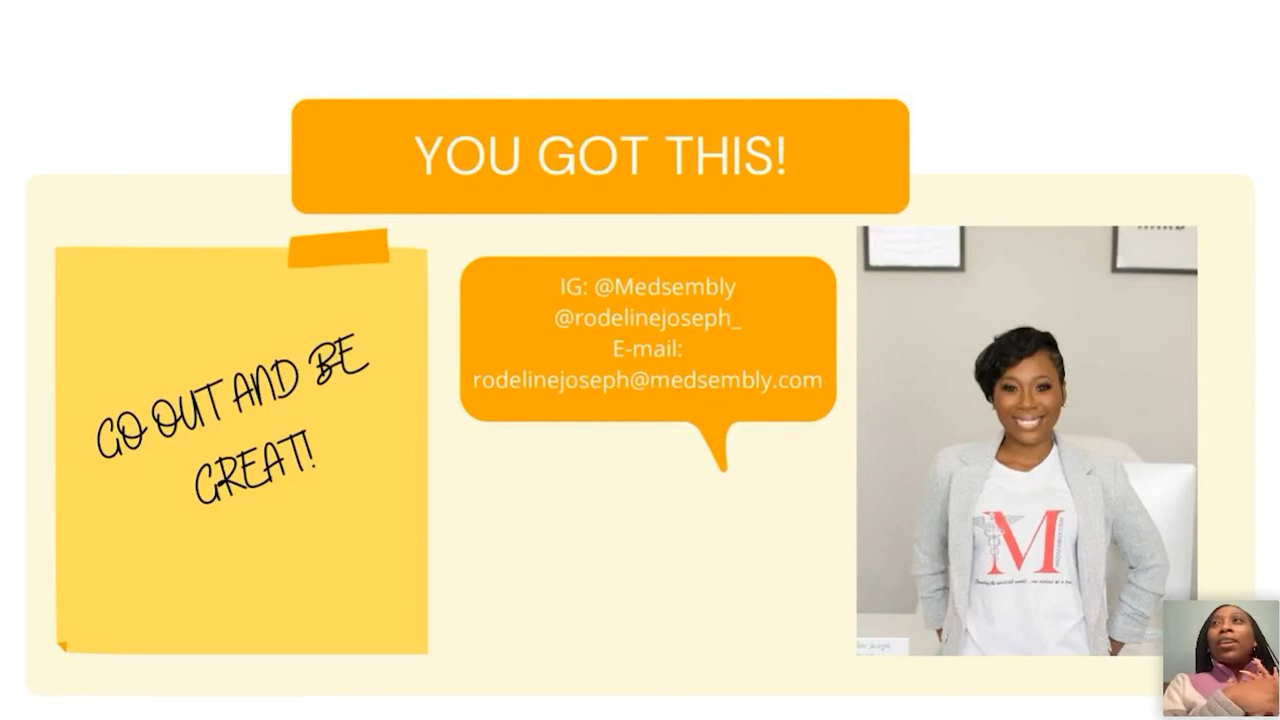 YOU GOT THIS!
GO OUT AND BE
GREAT!
IG: @Medsembly
@rodelinejoseph_
E-mail:
rodelinejoseph@medsembly.com
M